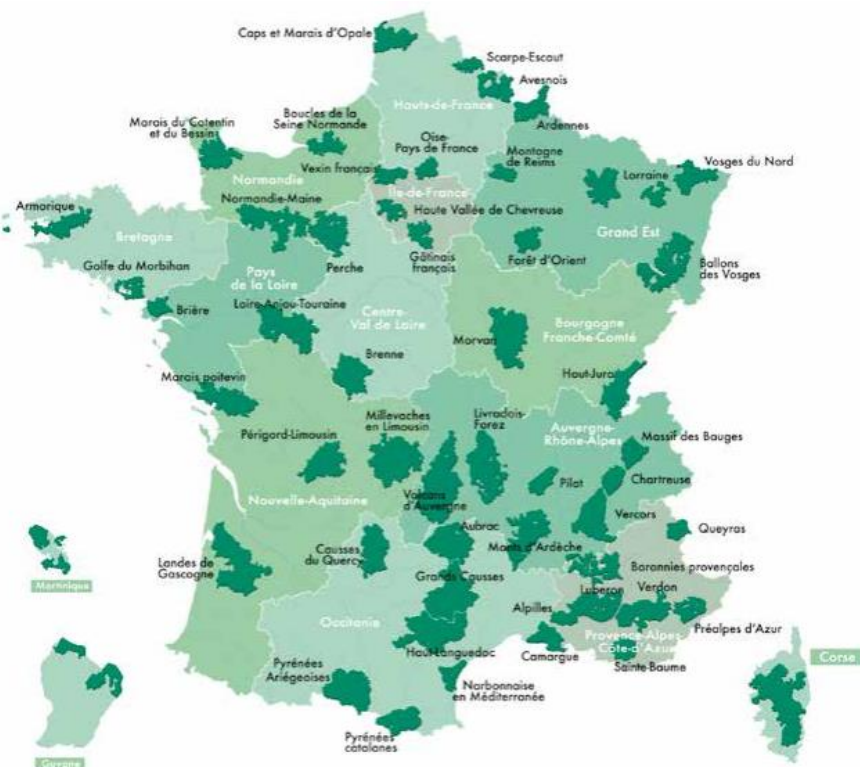 Caps et Marais d'Opale
Scarpe-Escaut
Avesnois
Hauts-de-France
Ardennes
Marais du Cotentin
et du Bessin
Boucles de la
Seine Normande
Oise-
Pays de France
Montagne
de Reims
Vosges du Nord
Vexin français
Lorraine
Normandie
Île-de-France
Armorique
Normandie-Maine
Haute Vallée de Chevreuse
Bretagne
Grand Est
Golfe du Morbihan
Perche
Gâtinais
français
Forêt d'Orient
Ballons
des Vosges
Pays
de la Loire
Brière
Loire-Anjou-Touraine
Centre-
Val de Loire
Bourgogne
Franche-Comté
Morvan
Brenne
Haut-Jura
Marais poitevin
Périgord-Limousin
Millevaches
en Limousin
Livradois-
Forez
Auvergne-
Rhône-Alpes
Massif des Bauges
Chartreuse
Pilat
Nouvelle-Aquitaine
Volcans
d'Auvergne
Vercors
Aubrac
Queyras
Landes de
Gascogne
Causses
du Quercy
Monts d'Ardèche
Baronnies provençales
Martinique
Grands Causses
Luberon
Verdon
Alpilles
Occitanie
Préalpes d'Azur
Provence-Alpes
Côte-d'Azur
Corse
Haut-Languedoc
Camargue
Sainte-Baume
Pyrénées
Ariégeoises
Narbonnaise
en Méditerranée
Pyrénées
catalanes
Guyane